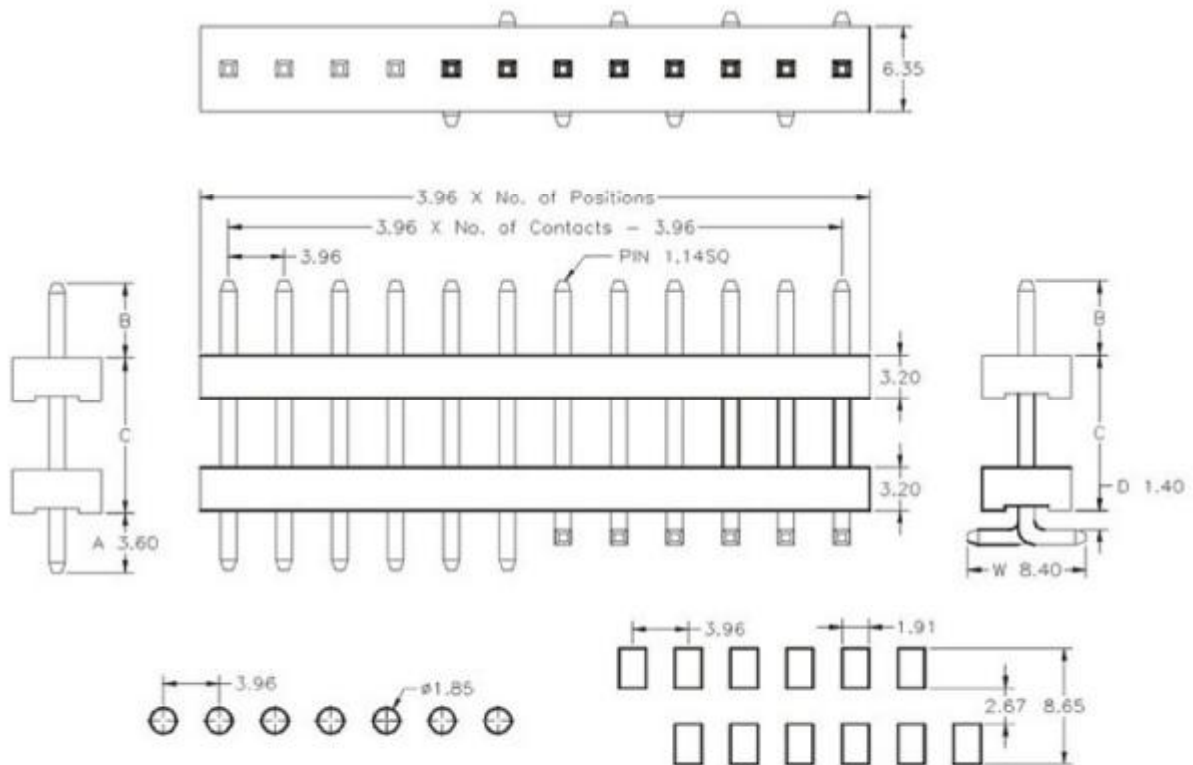 6.35
3.96 X No. of Positions
3.96 X No. of Contacts - 3.96
3.96
PIN 1.14SQ
B
B
3.20
C
C
3.20
D 1.40
A 3.60
W 8.40
3.96
1.91
3.96
ø1.85
2.67 8.65